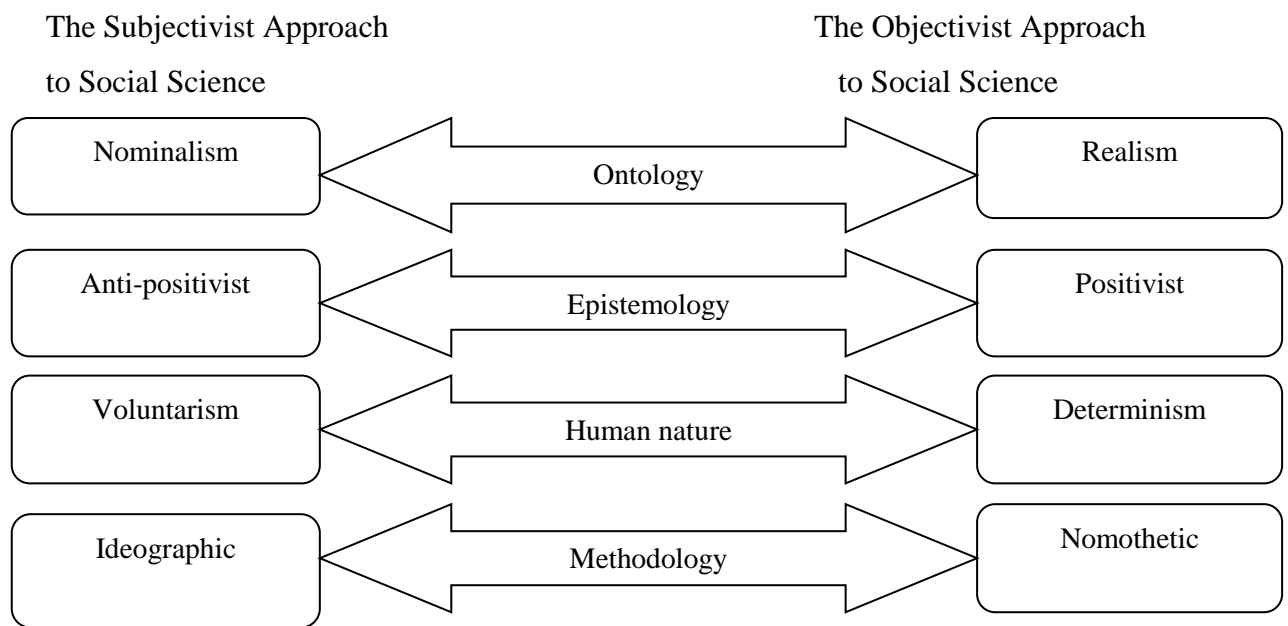 The Subjectivist Approach
to Social Science
The Objectivist Approach
to Social Science
Nominalism
Ontology
Realism
Anti-positivist
Epistemology
Positivist
Voluntarism
Human nature
Determinism
Ideographic
Methodology
Nomothetic